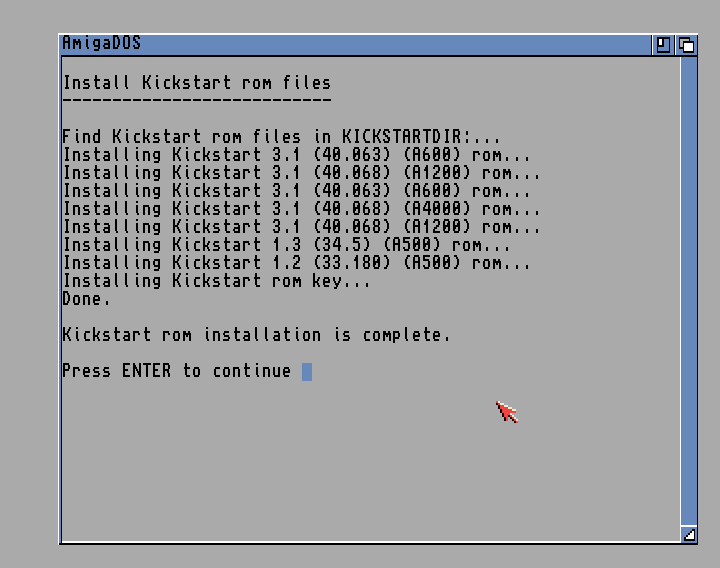 AmigaDOS
Install Kickstart rom files
---------------------------
Find Kickstart rom files in KICKSTARTDIR:...
Installing Kickstart 3.1 (40.063) (A600) rom...
Installing Kickstart 3.1 (40.068) (A1200) rom...
Installing Kickstart 3.1 (40.063) (A600) rom...
Installing Kickstart 3.1 (40.068) (A4000) rom...
Installing Kickstart 3.1 (40.068) (A1200) rom...
Installing Kickstart 1.3 (34.5) (A500) rom...
Installing Kickstart 1.2 (33.180) (A500) rom...
Installing Kickstart rom key...
Done.
Kickstart rom installation is complete.
Press ENTER to continue